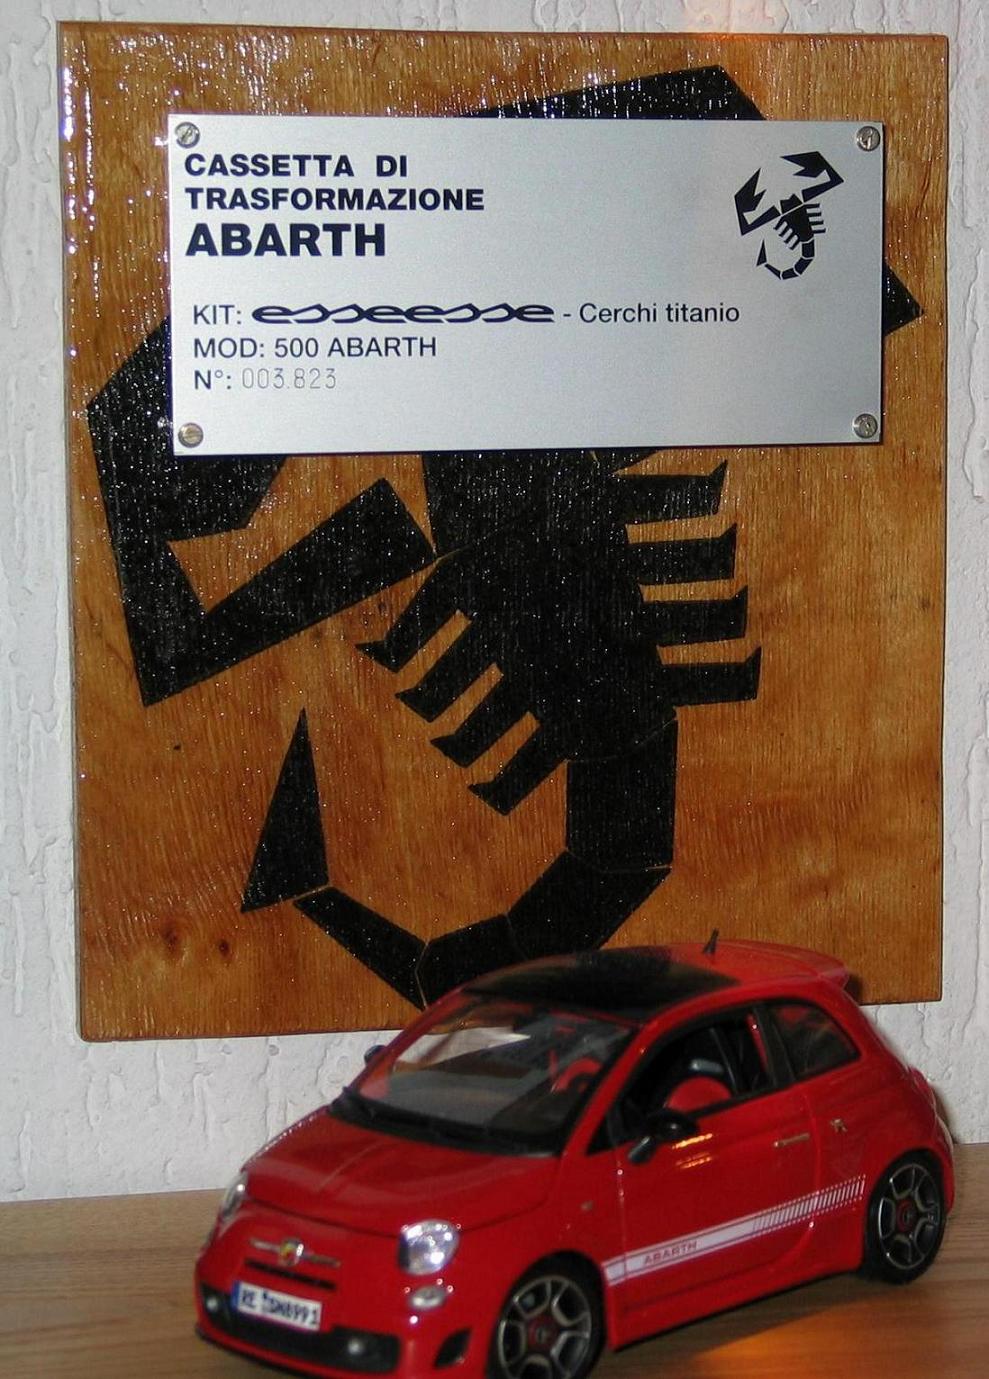 CASSETTA DI
TRASFORMAZIONE
ABARTH
KIT: esseesse - Cerchi titanio
MOD: 500 ABARTH
N°: 003.823
ABARTH